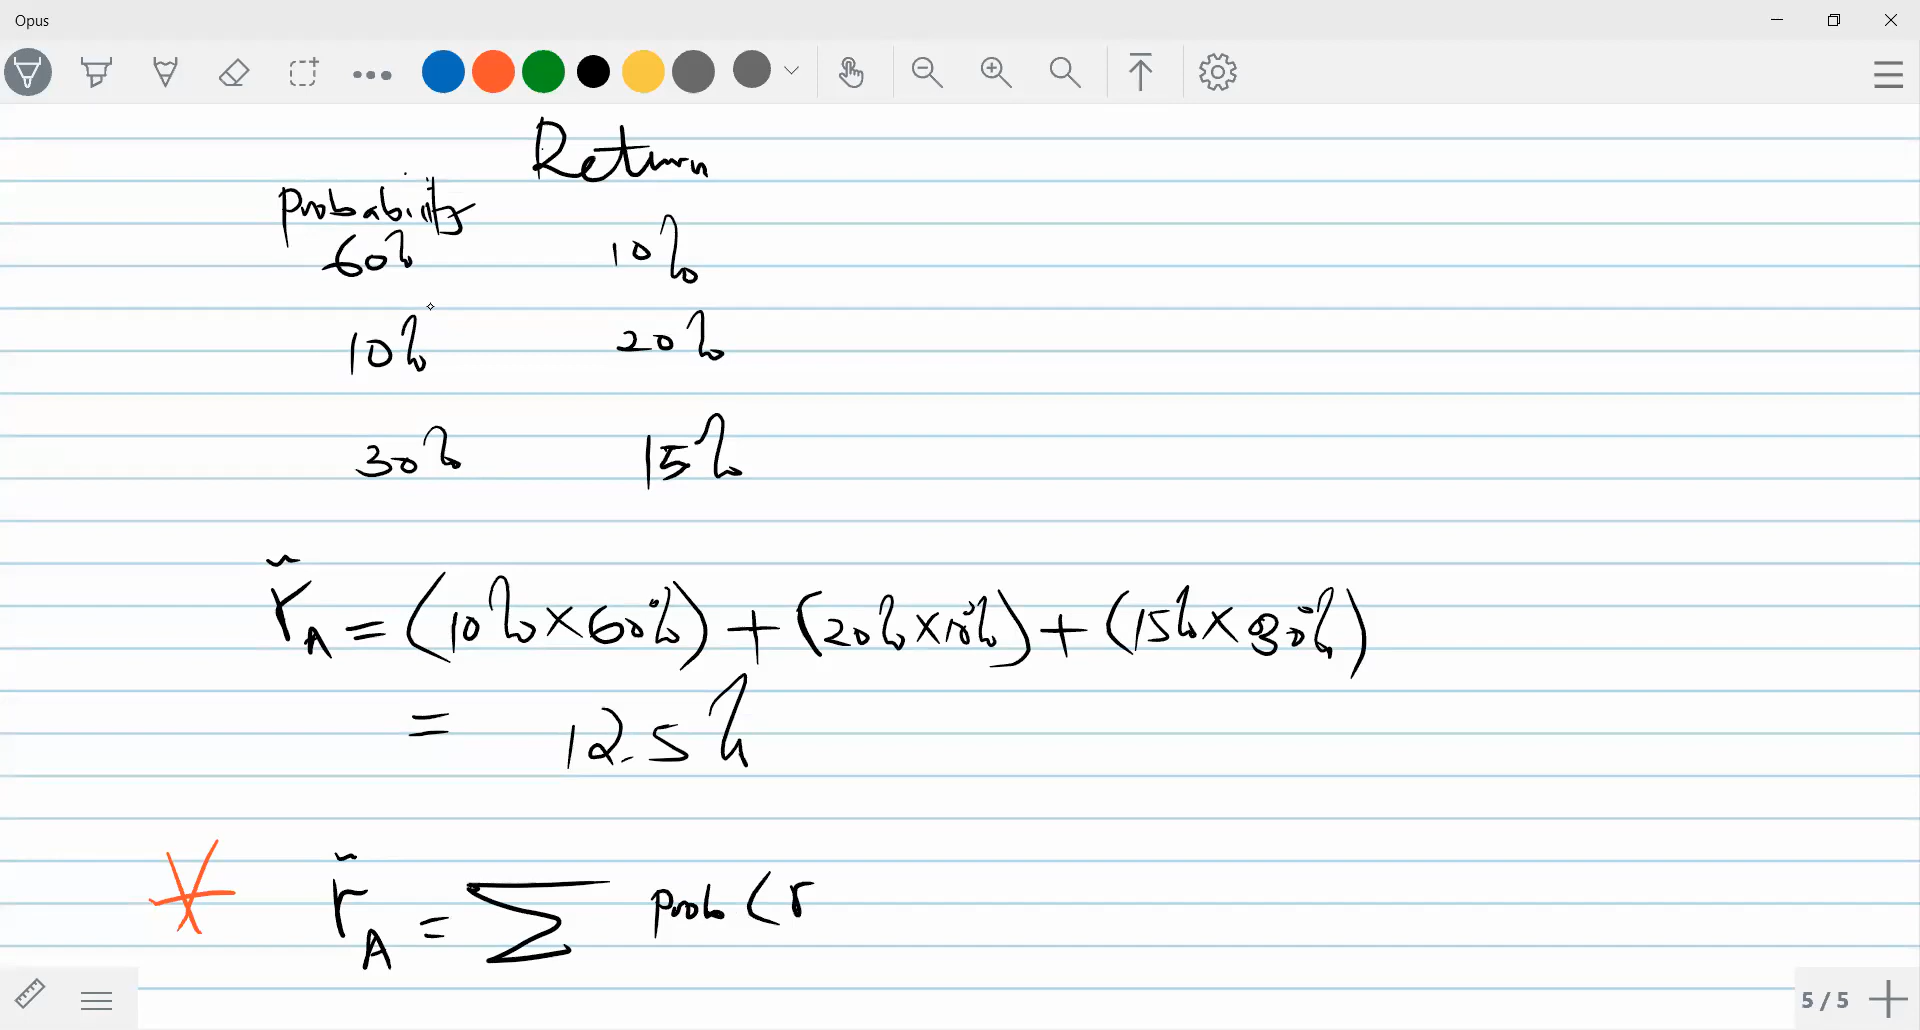 Opus
Return
Probability
60% 10%
10% 20%
30% 15%
r̃A = (10% × 60%) + (20% × 10%) + (15% × 30%)
= 12.5%
r̃A = Σ prob (r
5 / 5